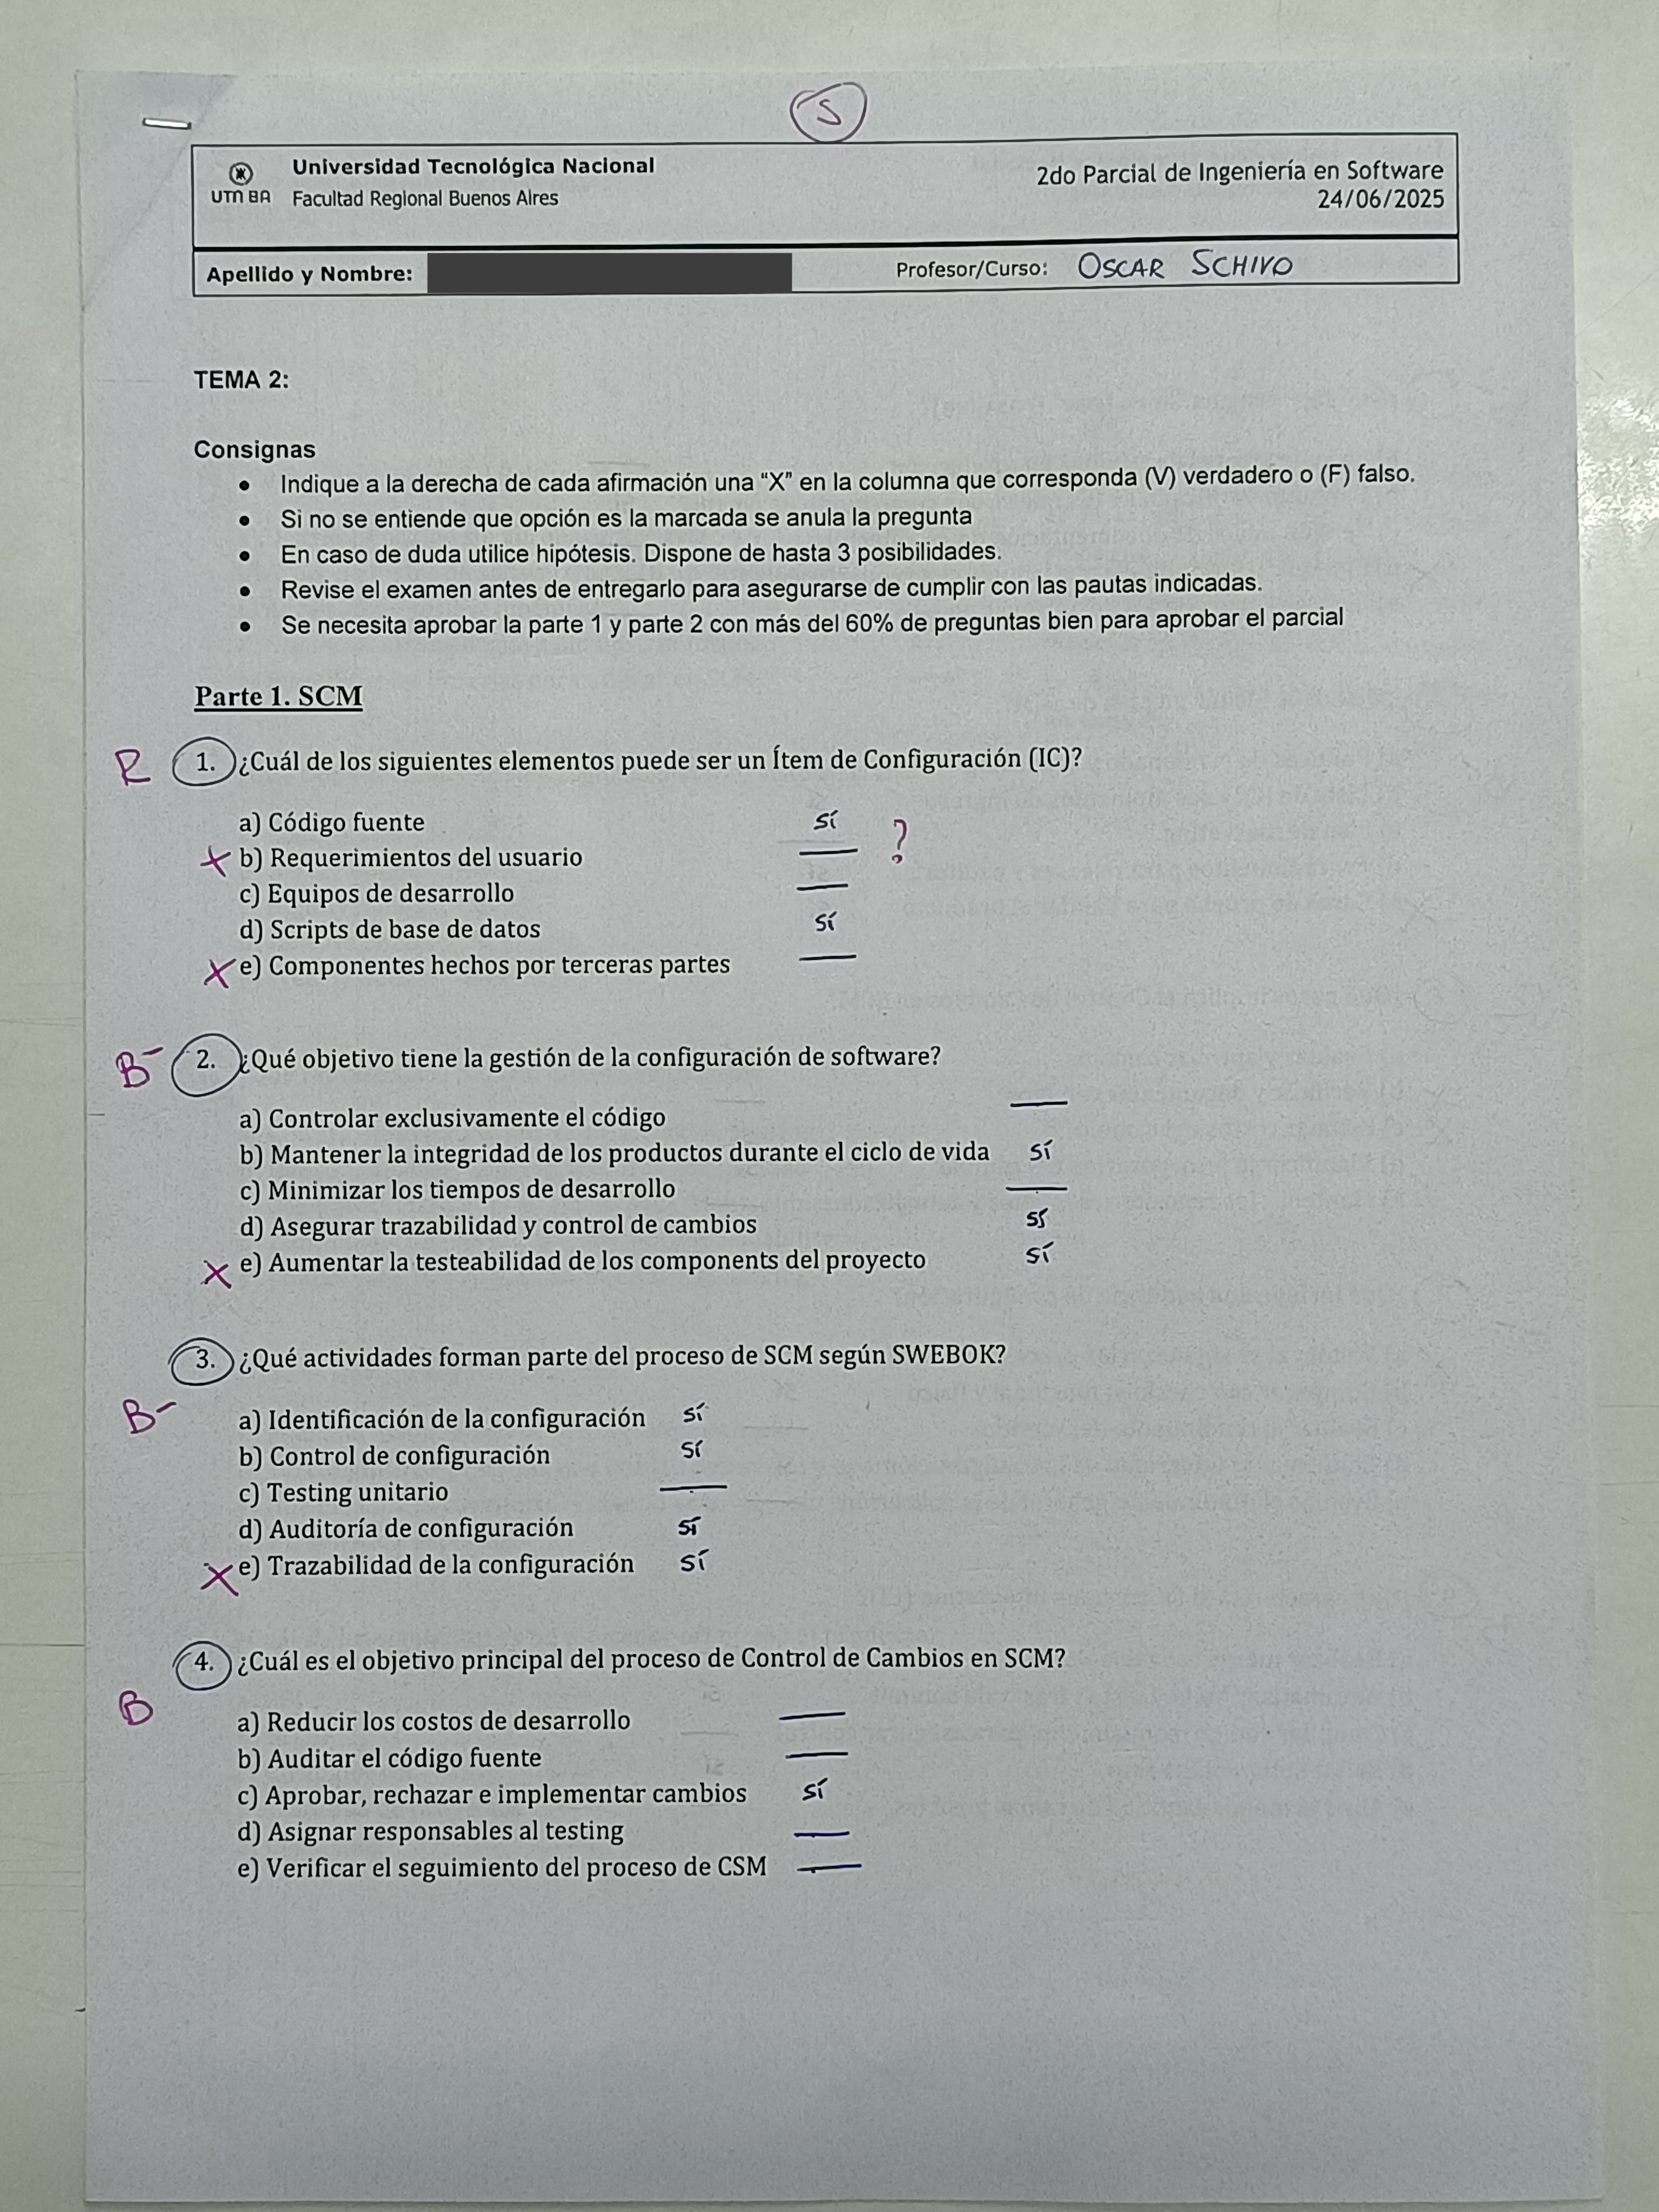 5
Universidad Tecnológica Nacional
UTN BA Facultad Regional Buenos Aires
2do Parcial de Ingeniería en Software
24/06/2025
Apellido y Nombre:
Profesor/Curso: OSCAR SCHIVO
TEMA 2:
Consignas
• Indique a la derecha de cada afirmación una “X” en la columna que corresponda (V) verdadero o (F) falso.
• Si no se entiende que opción es la marcada se anula la pregunta
• En caso de duda utilice hipótesis. Dispone de hasta 3 posibilidades.
• Revise el examen antes de entregarlo para asegurarse de cumplir con las pautas indicadas.
• Se necesita aprobar la parte 1 y parte 2 con más del 60% de preguntas bien para aprobar el parcial
Parte 1. SCM
R 1. ¿Cuál de los siguientes elementos puede ser un Ítem de Configuración (IC)?
a) Código fuente sí
X b) Requerimientos del usuario — ?
c) Equipos de desarrollo —
d) Scripts de base de datos sí
X e) Componentes hechos por terceras partes —
B- 2. ¿Qué objetivo tiene la gestión de la configuración de software?
a) Controlar exclusivamente el código —
b) Mantener la integridad de los productos durante el ciclo de vida sí
c) Minimizar los tiempos de desarrollo —
d) Asegurar trazabilidad y control de cambios sí
X e) Aumentar la testeabilidad de los components del proyecto sí
3. ¿Qué actividades forman parte del proceso de SCM según SWEBOK?
B- a) Identificación de la configuración sí
b) Control de configuración sí
c) Testing unitario —
d) Auditoría de configuración sí
X e) Trazabilidad de la configuración sí
4. ¿Cuál es el objetivo principal del proceso de Control de Cambios en SCM?
B a) Reducir los costos de desarrollo —
b) Auditar el código fuente —
c) Aprobar, rechazar e implementar cambios sí
d) Asignar responsables al testing —
e) Verificar el seguimiento del proceso de CSM —